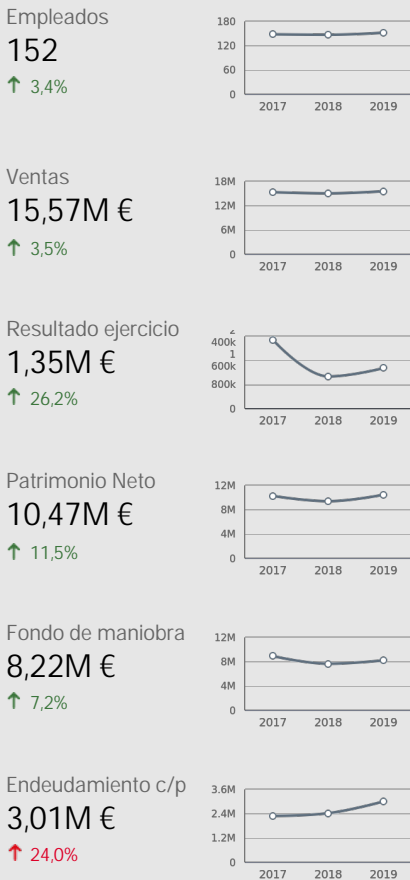 Empleados
152
↑ 3,4%
180
120
60
0
2017 2018 2019
Ventas
15,57M €
↑ 3,5%
18M
12M
6M
0
2017 2018 2019
Resultado ejercicio
1,35M €
↑ 26,2%
2
400k
1
600k
800k
0
2017 2018 2019
Patrimonio Neto
10,47M €
↑ 11,5%
12M
8M
4M
0
2017 2018 2019
Fondo de maniobra
8,22M €
↑ 7,2%
12M
8M
4M
0
2017 2018 2019
Endeudamiento c/p
3,01M €
↑ 24,0%
3.6M
2.4M
1.2M
0
2017 2018 2019